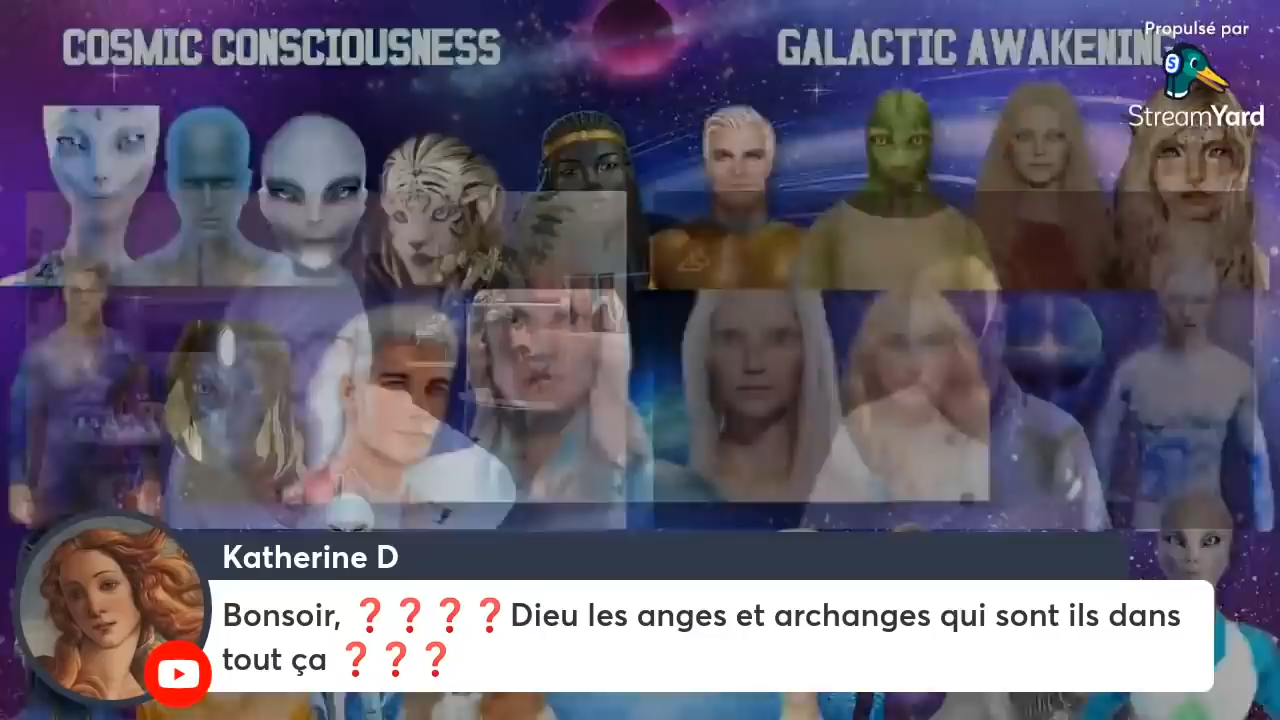 COSMIC CONSCIOUSNESS
GALACTIC AWAKENING
Propulsé par
S
StreamYard
Katherine D
Bonsoir, ❓❓❓❓Dieu les anges et archanges qui sont ils dans
tout ça ❓❓❓